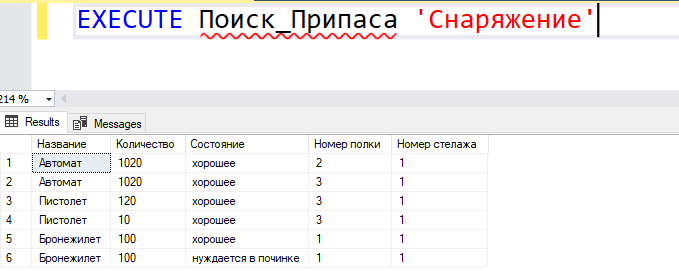 EXECUTE Поиск_Припаса 'Снаряжение'
214 %
Results Messages
Название Количество Состояние Номер полки Номер стелажа
1 Автомат 1020 хорошее 2 1
2 Автомат 1020 хорошее 3 1
3 Пистолет 120 хорошее 3 1
4 Пистолет 10 хорошее 3 1
5 Бронежилет 100 хорошее 1 1
6 Бронежилет 100 нуждается в починке 1 1